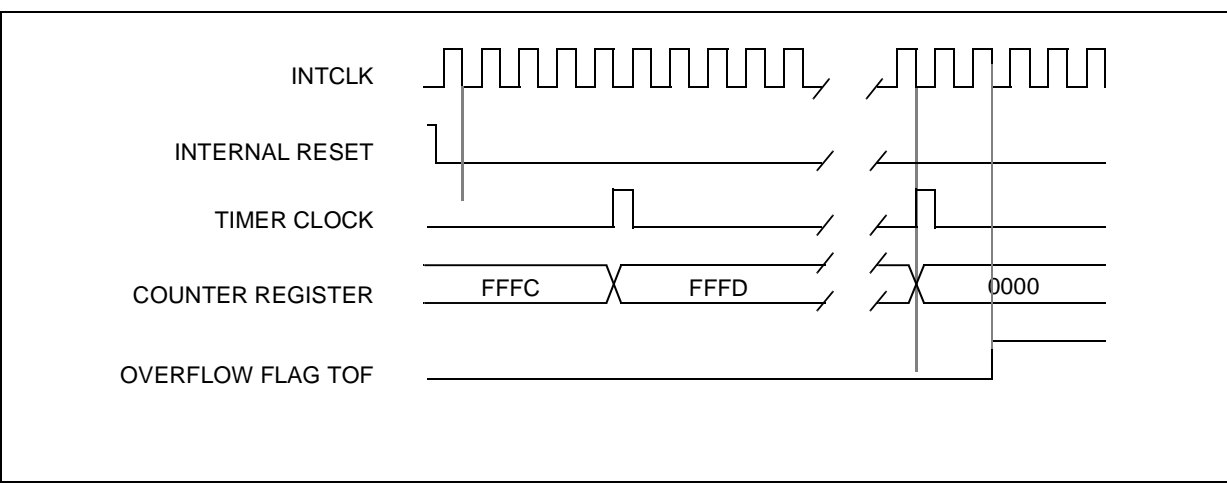 INTCLK
INTERNAL RESET
TIMER CLOCK
COUNTER REGISTER FFFC FFFD 0000
OVERFLOW FLAG TOF